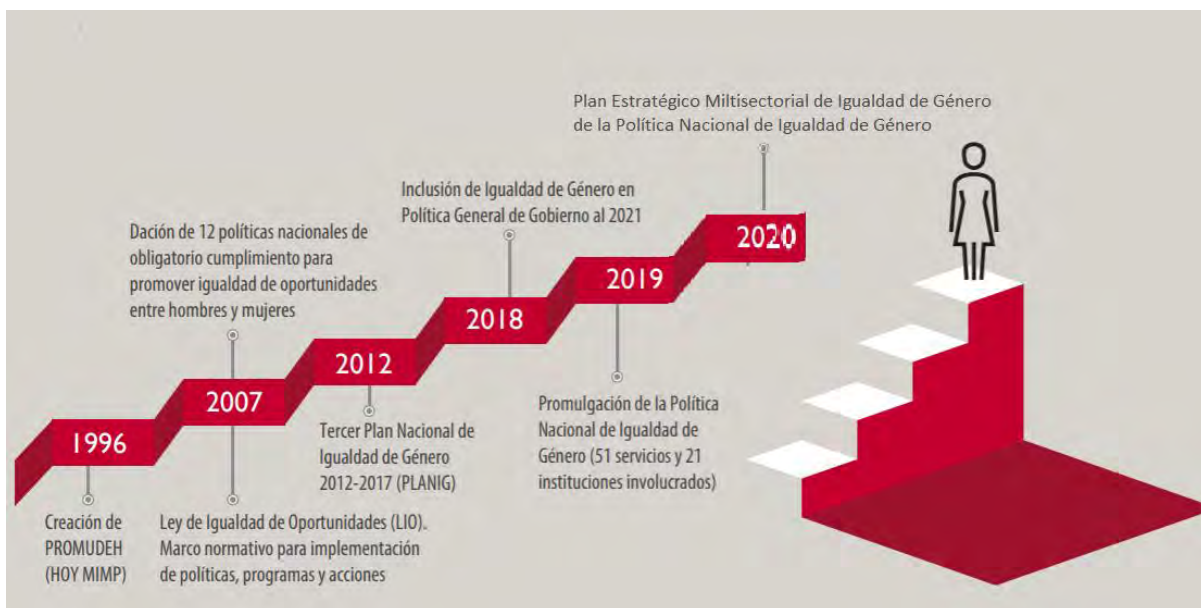 Plan Estratégico Miltisectorial de Igualdad de Género
de la Política Nacional de Igualdad de Género
Inclusión de Igualdad de Género en
Política General de Gobierno al 2021
Dación de 12 políticas nacionales de
obligatorio cumplimiento para
promover igualdad de oportunidades
entre hombres y mujeres
1996
2007
2012
2018
2019
2020
Creación de
PROMUDEH
(HOY MIMP)
Ley de Igualdad de Oportunidades (LIO).
Marco normativo para implementación
de políticas, programas y acciones
Tercer Plan Nacional de
Igualdad de Género
2012-2017 (PLANIG)
Promulgación de la Política
Nacional de Igualdad de
Género (51 servicios y 21
instituciones involucrados)